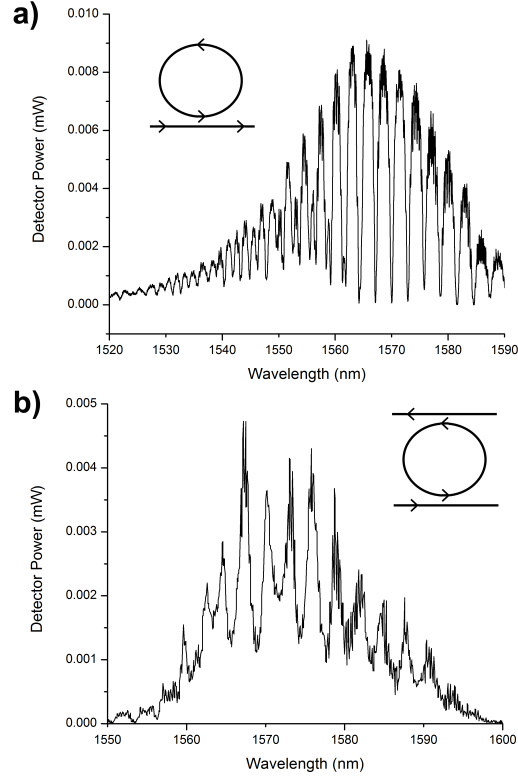 a)
0.010
0.008
0.006
0.004
0.002
0.000
Detector Power (mW)
1520 1530 1540 1550 1560 1570 1580 1590
Wavelength (nm)
b)
0.005
0.004
0.003
0.002
0.001
0.000
Detector Power (mW)
1550 1560 1570 1580 1590 1600
Wavelength (nm)